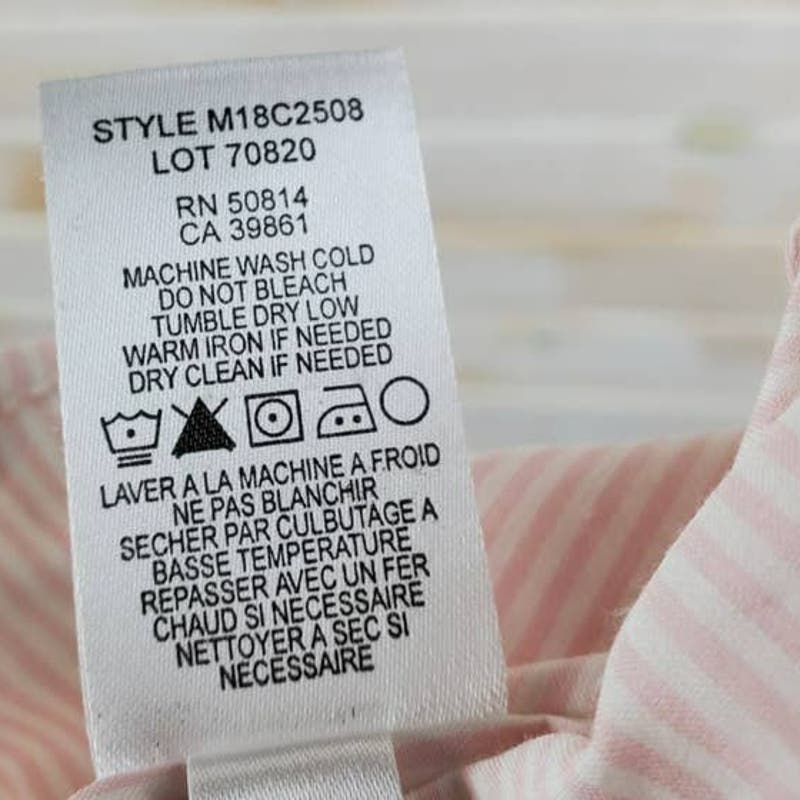 STYLE M18C2508
LOT 70820
RN 50814
CA 39861
MACHINE WASH COLD
DO NOT BLEACH
TUMBLE DRY LOW
WARM IRON IF NEEDED
DRY CLEAN IF NEEDED
LAVER A LA MACHINE A FROID
NE PAS BLANCHIR
SECHER PAR CULBUTAGE A
BASSE TEMPERATURE
REPASSER AVEC UN FER
CHAUD SI NECESSAIRE
NETTOYER A SEC SI
NECESSAIRE